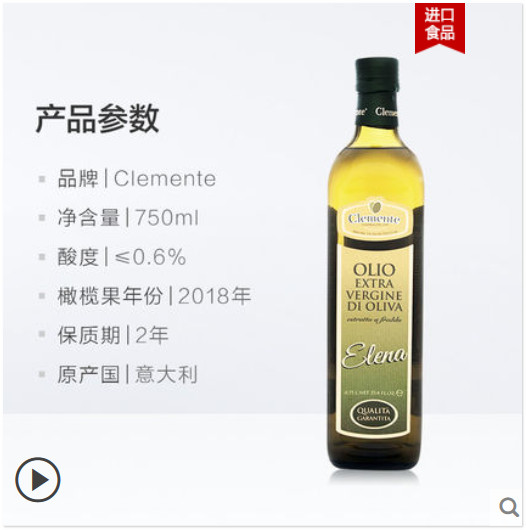 进口
食品
产品参数
品牌|Clemente
净含量|750ml
酸度|≤0.6%
橄榄果年份|2018年
保质期|2年
原产国|意大利
Clemente
OLIO
EXTRA
VERGINE
DI OLIVA
estratto a freddo
Elena
QUALITÀ
GARANTITA